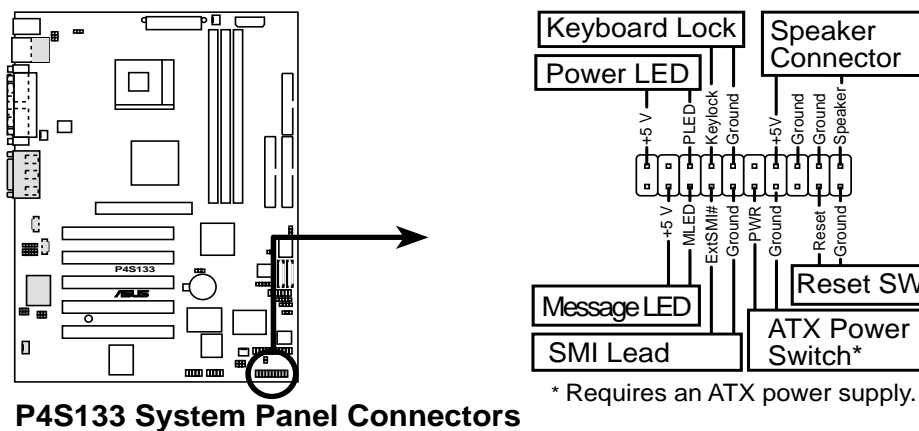 P4S133
ASUS
P4S133 System Panel Connectors
Keyboard Lock
Power LED
Speaker
Connector
+5 V
PLED
Keylock
Ground
+5V
Ground
Ground
Speaker
+5 V
MLED
ExtSMI#
Ground
PWR
Ground
Reset
Ground
Message LED
SMI Lead
Reset SW
ATX Power
Switch*
* Requires an ATX power supply.